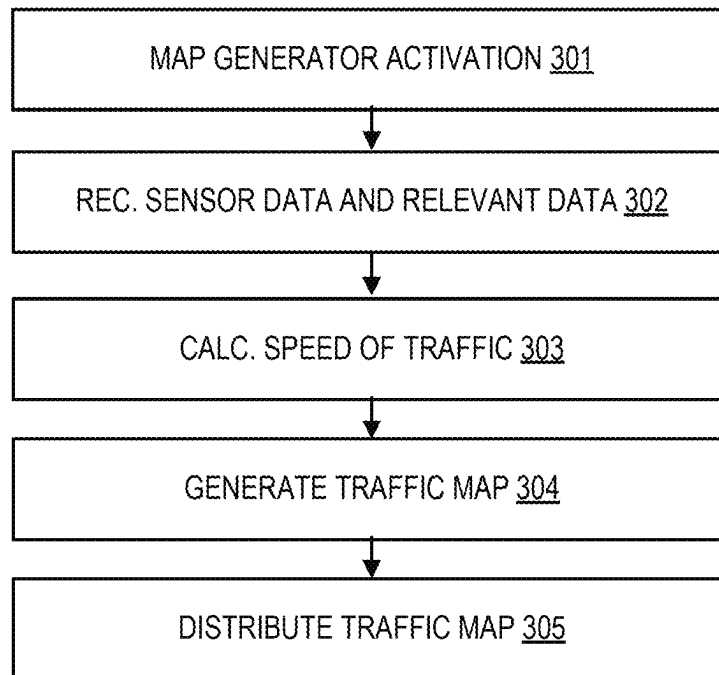 MAP GENERATOR ACTIVATION 301
REC. SENSOR DATA AND RELEVANT DATA 302
CALC. SPEED OF TRAFFIC 303
GENERATE TRAFFIC MAP 304
DISTRIBUTE TRAFFIC MAP 305